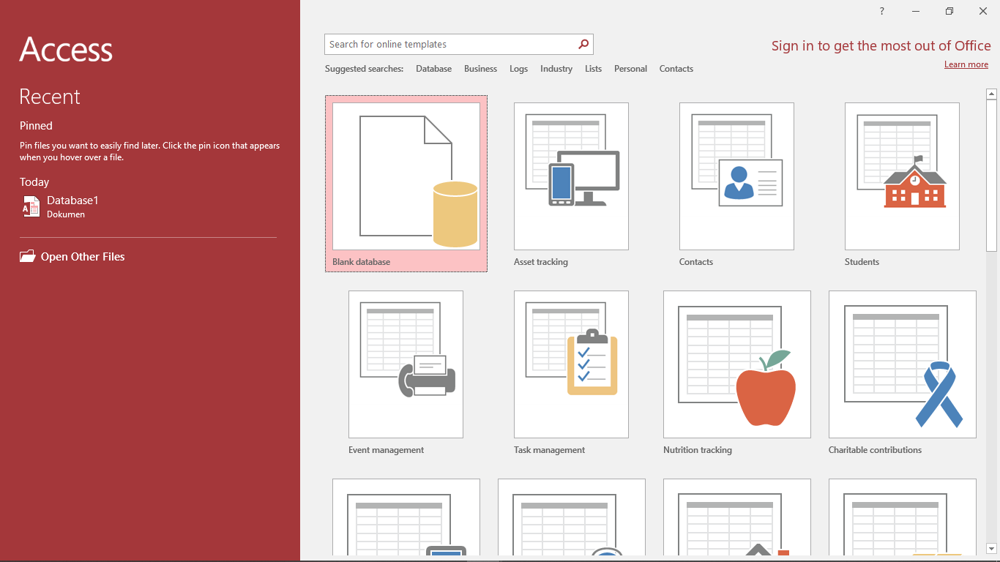 Access
Recent
Pinned
Pin files you want to easily find later. Click the pin icon that appears
when you hover over a file.
Today
Database1
Dokumen
Open Other Files
?
Search for online templates
Sign in to get the most out of Office
Learn more
Suggested searches: Database Business Logs Industry Lists Personal Contacts
Blank database
Asset tracking
Contacts
Students
Event management
Task management
Nutrition tracking
Charitable contributions